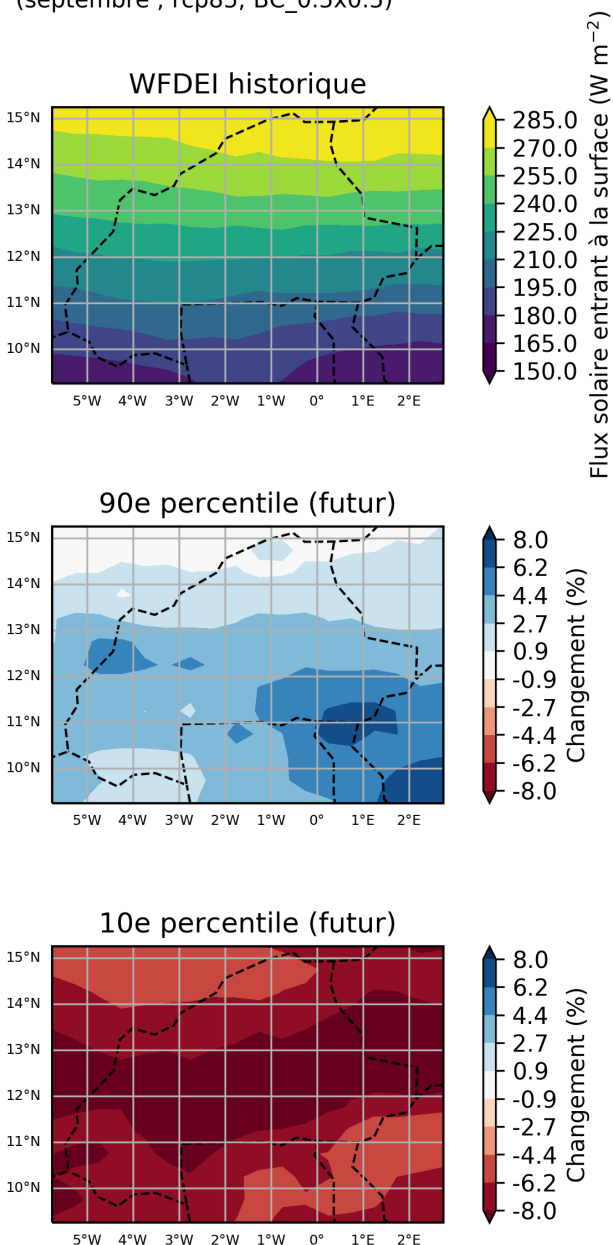 (septembre , rcp85, BC_0.5x0.5)
WFDEI historique
15°N
14°N
13°N
12°N
11°N
10°N
5°W 4°W 3°W 2°W 1°W 0° 1°E 2°E
285.0
270.0
255.0
240.0
225.0
210.0
195.0
180.0
165.0
150.0
Flux solaire entrant à la surface (W m⁻²)
90e percentile (futur)
15°N
14°N
13°N
12°N
11°N
10°N
5°W 4°W 3°W 2°W 1°W 0° 1°E 2°E
8.0
6.2
4.4
2.7
0.9
-0.9
-2.7
-4.4
-6.2
-8.0
Changement (%)
10e percentile (futur)
15°N
14°N
13°N
12°N
11°N
10°N
5°W 4°W 3°W 2°W 1°W 0° 1°E 2°E
8.0
6.2
4.4
2.7
0.9
-0.9
-2.7
-4.4
-6.2
-8.0
Changement (%)